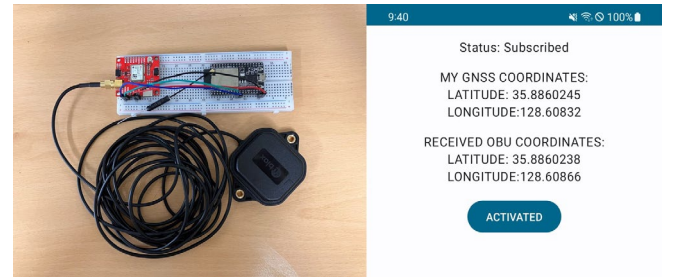 9:40
100%
Status: Subscribed
MY GNSS COORDINATES:
LATITUDE: 35.8860245
LONGITUDE:128.60832
RECEIVED OBU COORDINATES:
LATITUDE: 35.8860238
LONGITUDE:128.60866
ACTIVATED